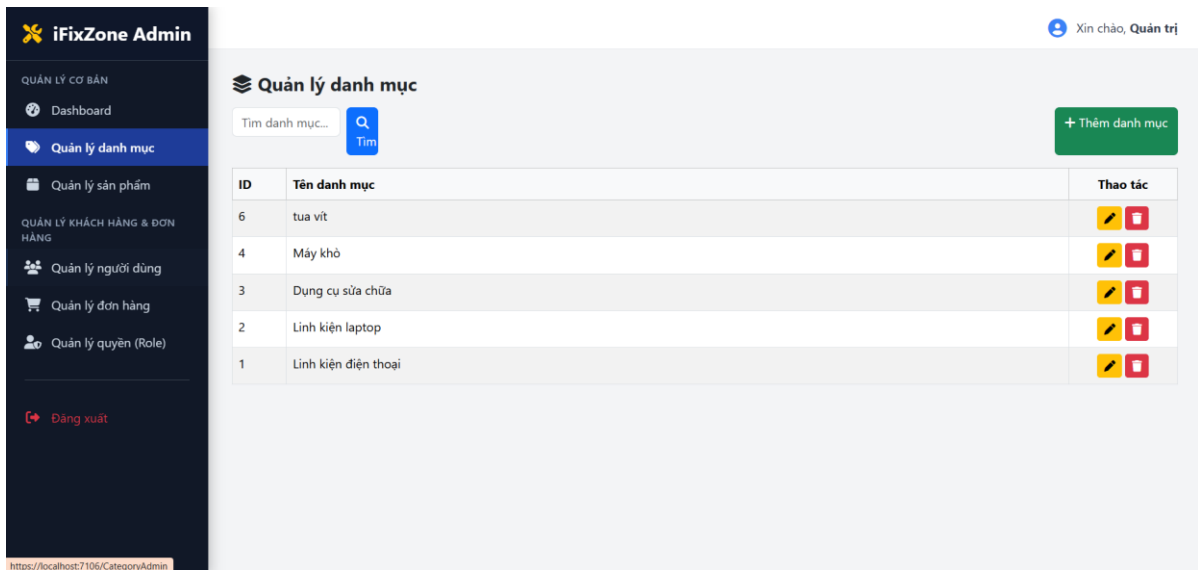 iFixZone Admin
Xin chào, Quản trị
QUẢN LÝ CƠ BẢN
Dashboard
Quản lý danh mục
Quản lý sản phẩm
QUẢN LÝ KHÁCH HÀNG & ĐƠN
HÀNG
Quản lý người dùng
Quản lý đơn hàng
Quản lý quyền (Role)
Đăng xuất
Quản lý danh mục
Tìm danh mục...
Tìm
+ Thêm danh mục
ID Tên danh mục Thao tác
6 tua vít
4 Máy khò
3 Dụng cụ sửa chữa
2 Linh kiện laptop
1 Linh kiện điện thoại
https://localhost:7106/CategoryAdmin